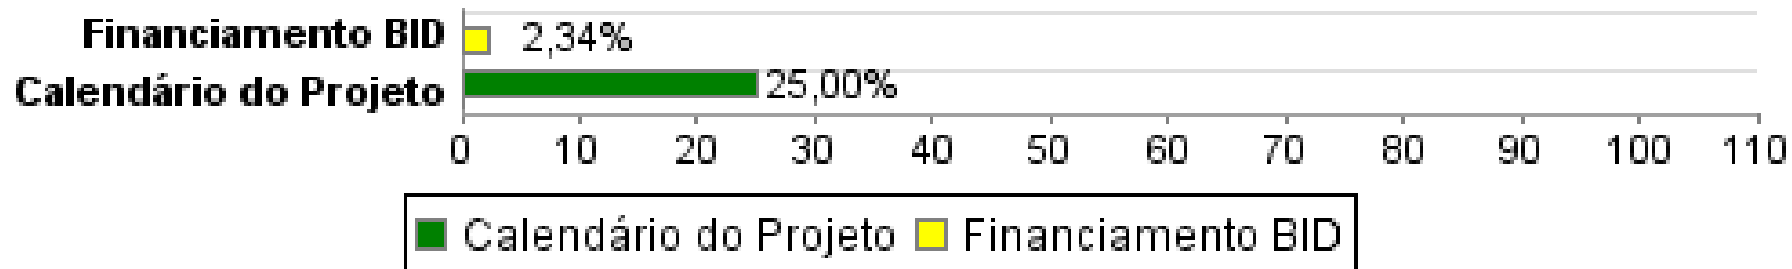 Financiamento BID 2,34%
Calendário do Projeto 25,00%
0 10 20 30 40 50 60 70 80 90 100 110
Calendário do Projeto Financiamento BID